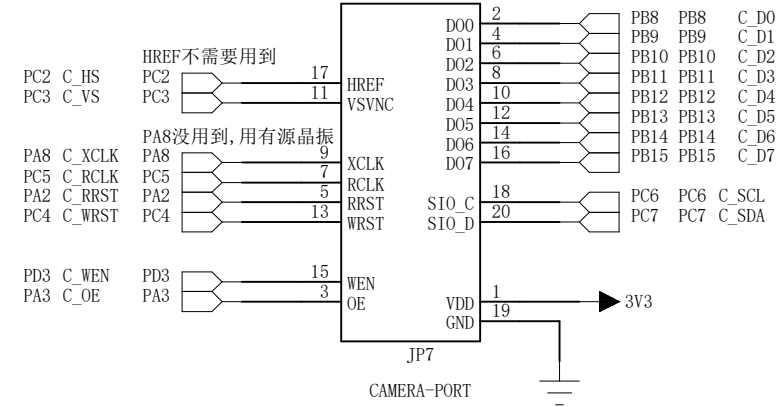 DO0 2 PB8 PB8 C_D0
DO1 4 PB9 PB9 C_D1
DO2 6 PB10 PB10 C_D2
HREF不需要用到
PC2 C_HS PC2 17 HREF DO3 8 PB11 PB11 C_D3
PC3 C_VS PC3 11 VSVNC DO4 10 PB12 PB12 C_D4
DO5 12 PB13 PB13 C_D5
PA8没用到,用有源晶振 DO6 14 PB14 PB14 C_D6
PA8 C_XCLK PA8 9 XCLK DO7 16 PB15 PB15 C_D7
PC5 C_RCLK PC5 7 RCLK
PA2 C_RRST PA2 5 RRST SIO_C 18 PC6 PC6 C_SCL
PC4 C_WRST PC4 13 WRST SIO_D 20 PC7 PC7 C_SDA
PD3 C_WEN PD3 15 WEN
PA3 C_OE PA3 3 OE VDD 1 3V3
GND 19
JP7
CAMERA-PORT